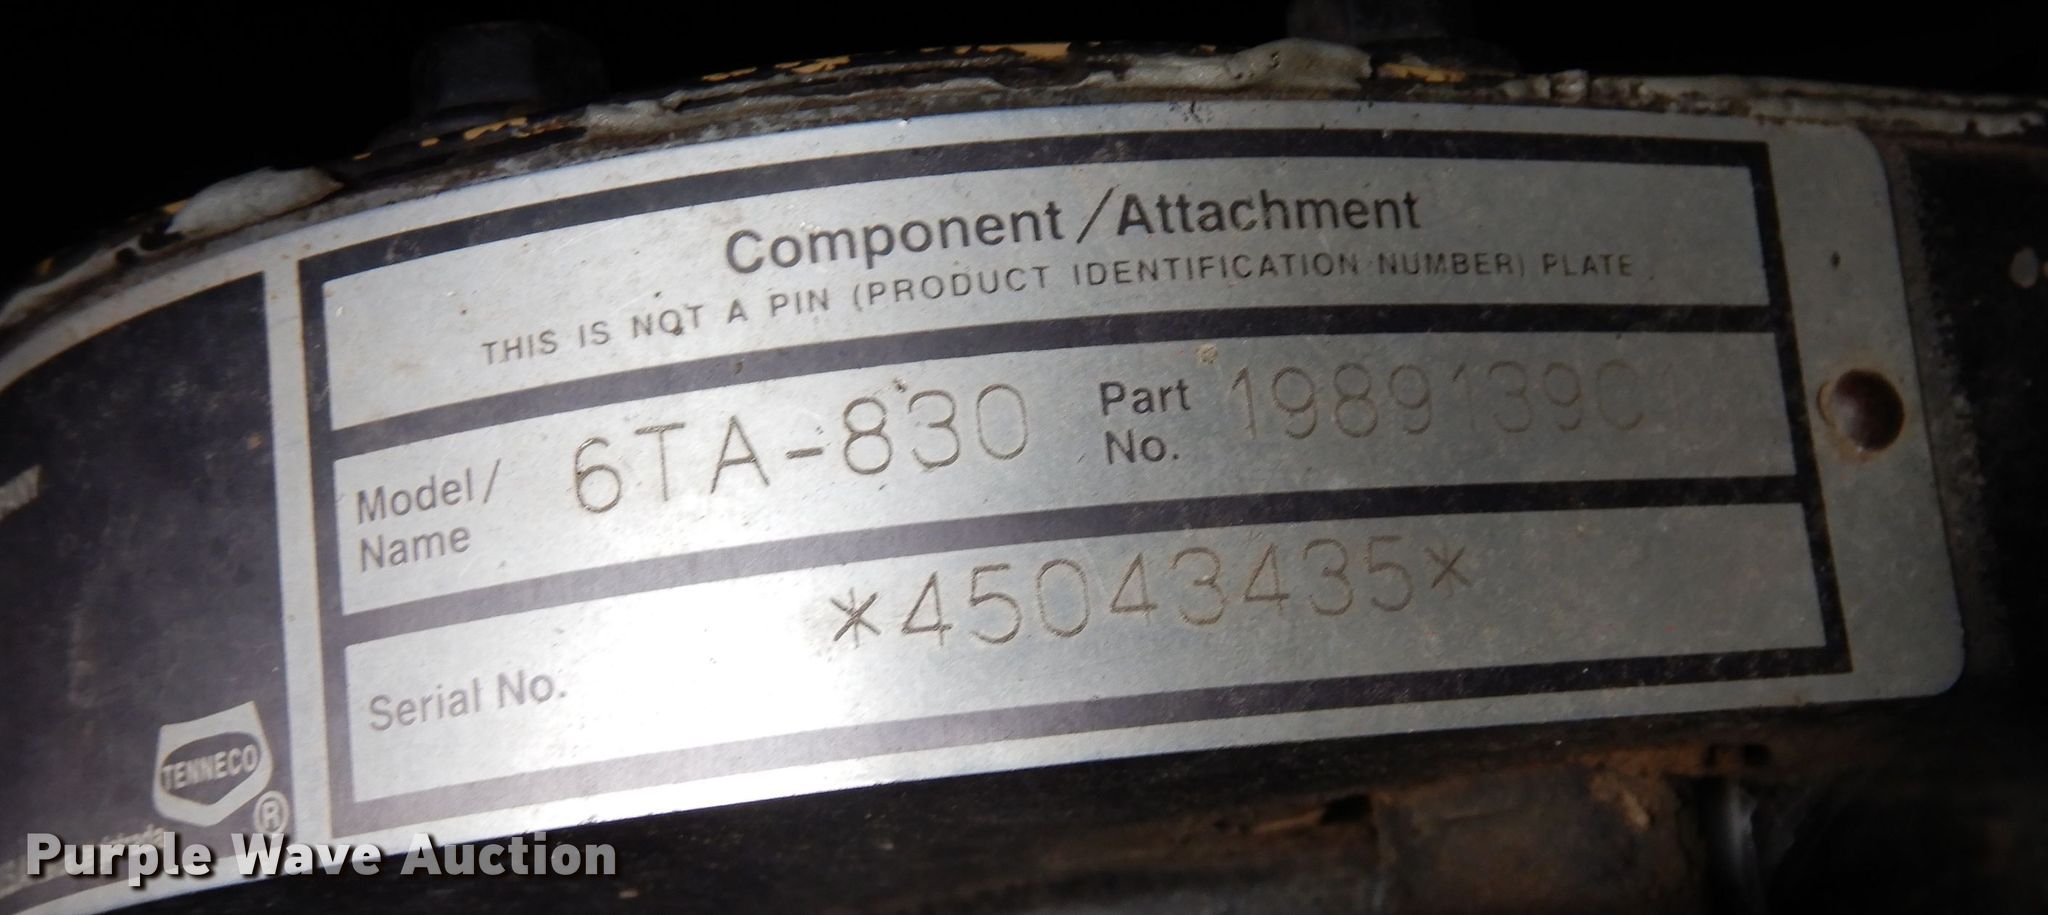 Component/Attachment
THIS IS NOT A PIN (PRODUCT IDENTIFICATION NUMBER) PLATE
Model/
Name
6TA-830
Part
No.
1989139C1
Serial No.
*45043435*
TENNECO
®
Purple Wave Auction